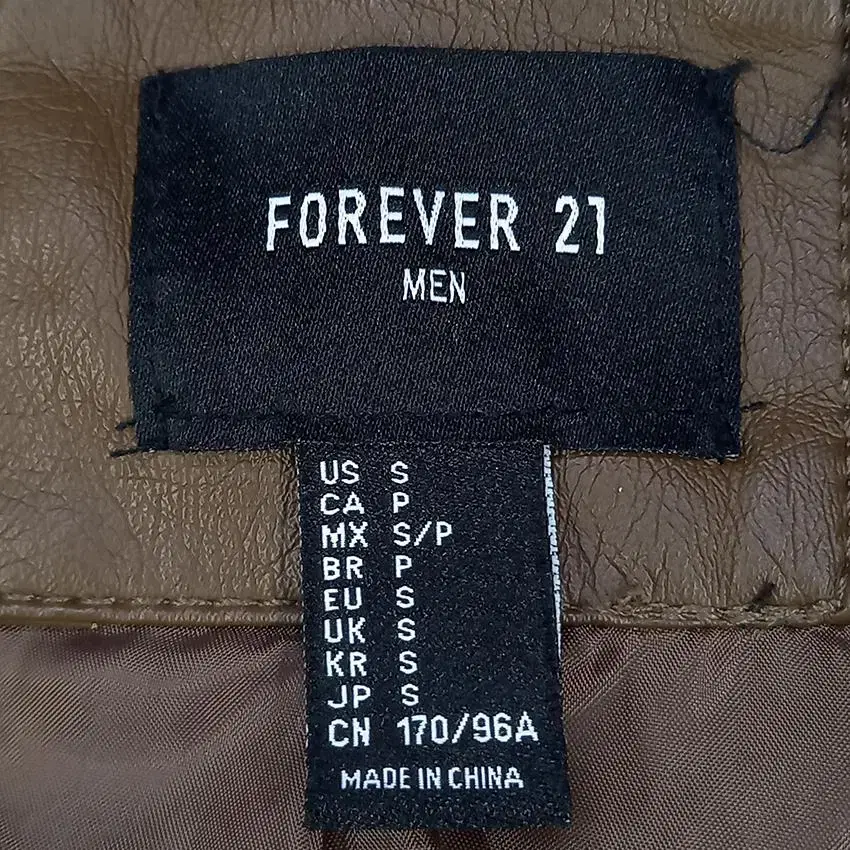 FOREVER 21
MEN
US S
CA P
MX S/P
BR P
EU S
UK S
KR S
JP S
CN 170/96A
MADE IN CHINA